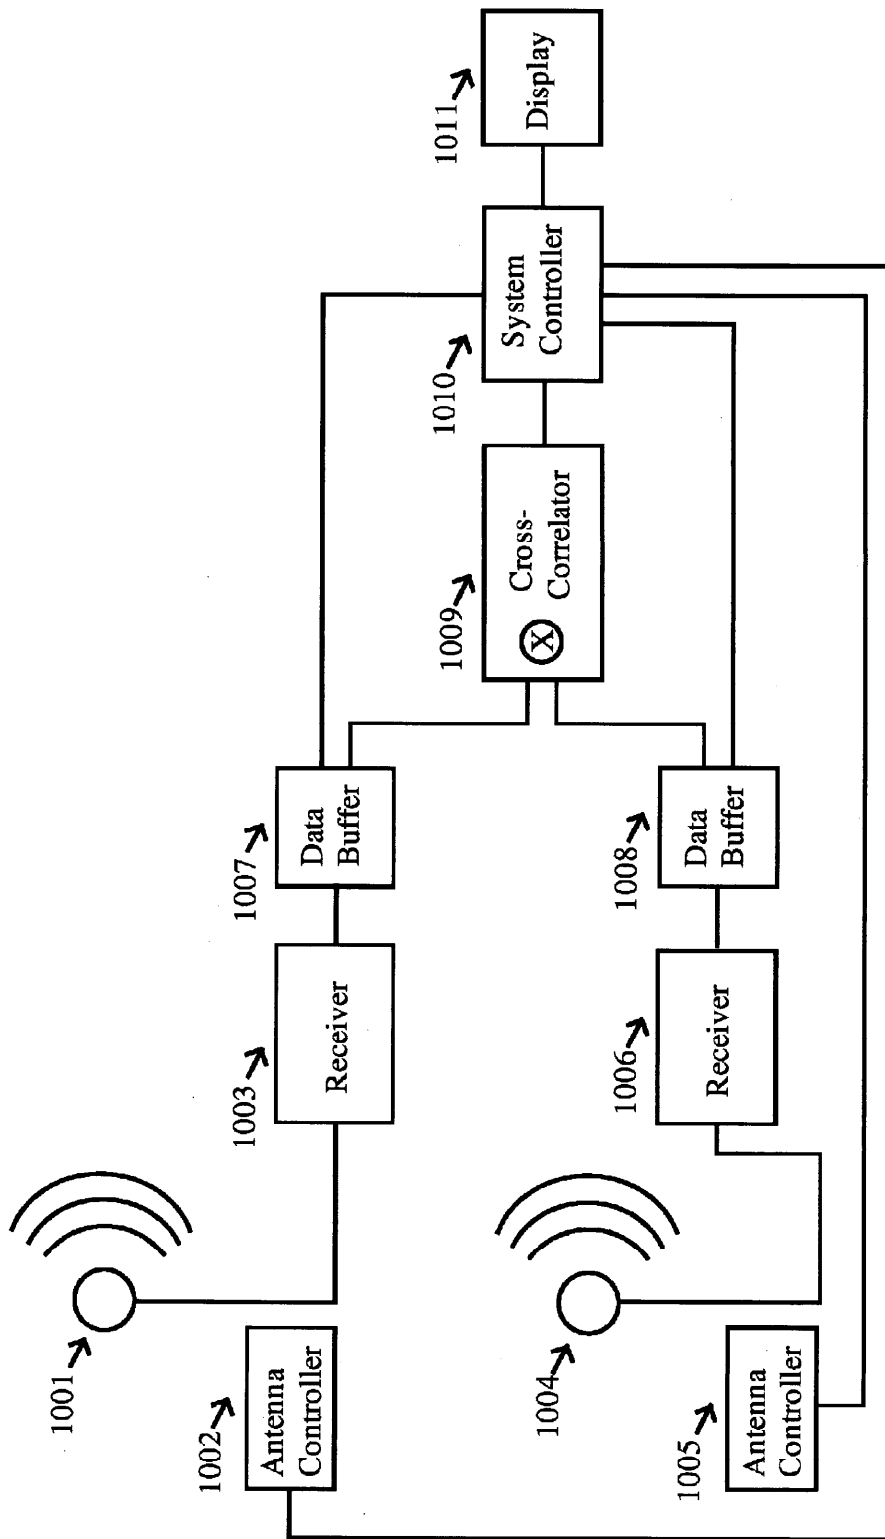 1001
1002
Antenna
Controller
1003
Receiver
1007
Data
Buffer
1004
1005
Antenna
Controller
1006
Receiver
1008
Data
Buffer
1009
X
Cross-
Correlator
1010
System
Controller
1011
Display